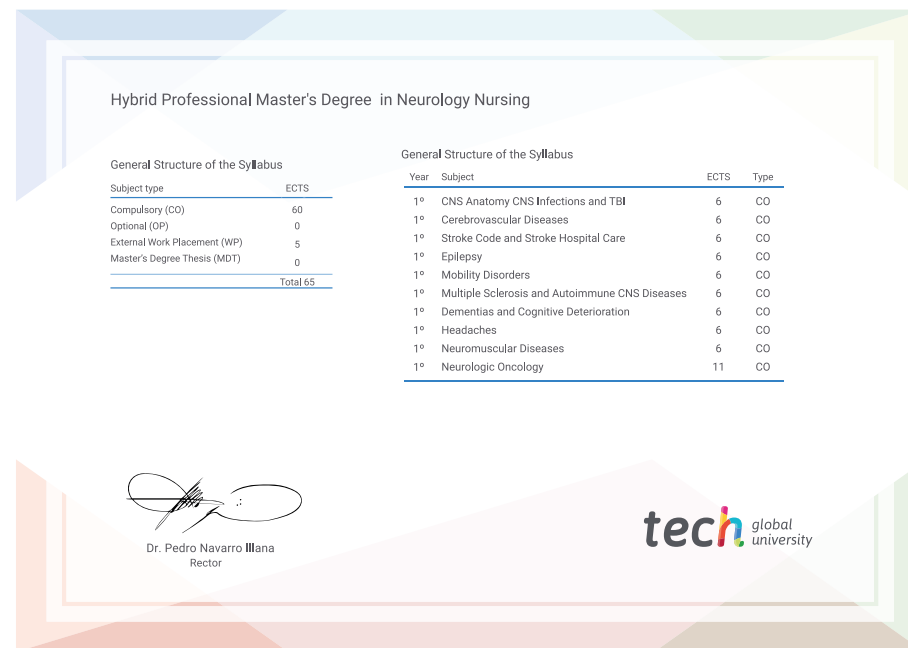 Hybrid Professional Master's Degree in Neurology Nursing
General Structure of the Syllabus
Subject type ECTS
Compulsory (CO) 60
Optional (OP) 0
External Work Placement (WP) 5
Master's Degree Thesis (MDT) 0
Total 65
General Structure of the Syllabus
Year Subject ECTS Type
1º CNS Anatomy CNS Infections and TBI 6 CO
1º Cerebrovascular Diseases 6 CO
1º Stroke Code and Stroke Hospital Care 6 CO
1º Epilepsy 6 CO
1º Mobility Disorders 6 CO
1º Multiple Sclerosis and Autoimmune CNS Diseases 6 CO
1º Dementias and Cognitive Deterioration 6 CO
1º Headaches 6 CO
1º Neuromuscular Diseases 6 CO
1º Neurologic Oncology 11 CO
Dr. Pedro Navarro Illana
Rector
tech global
university